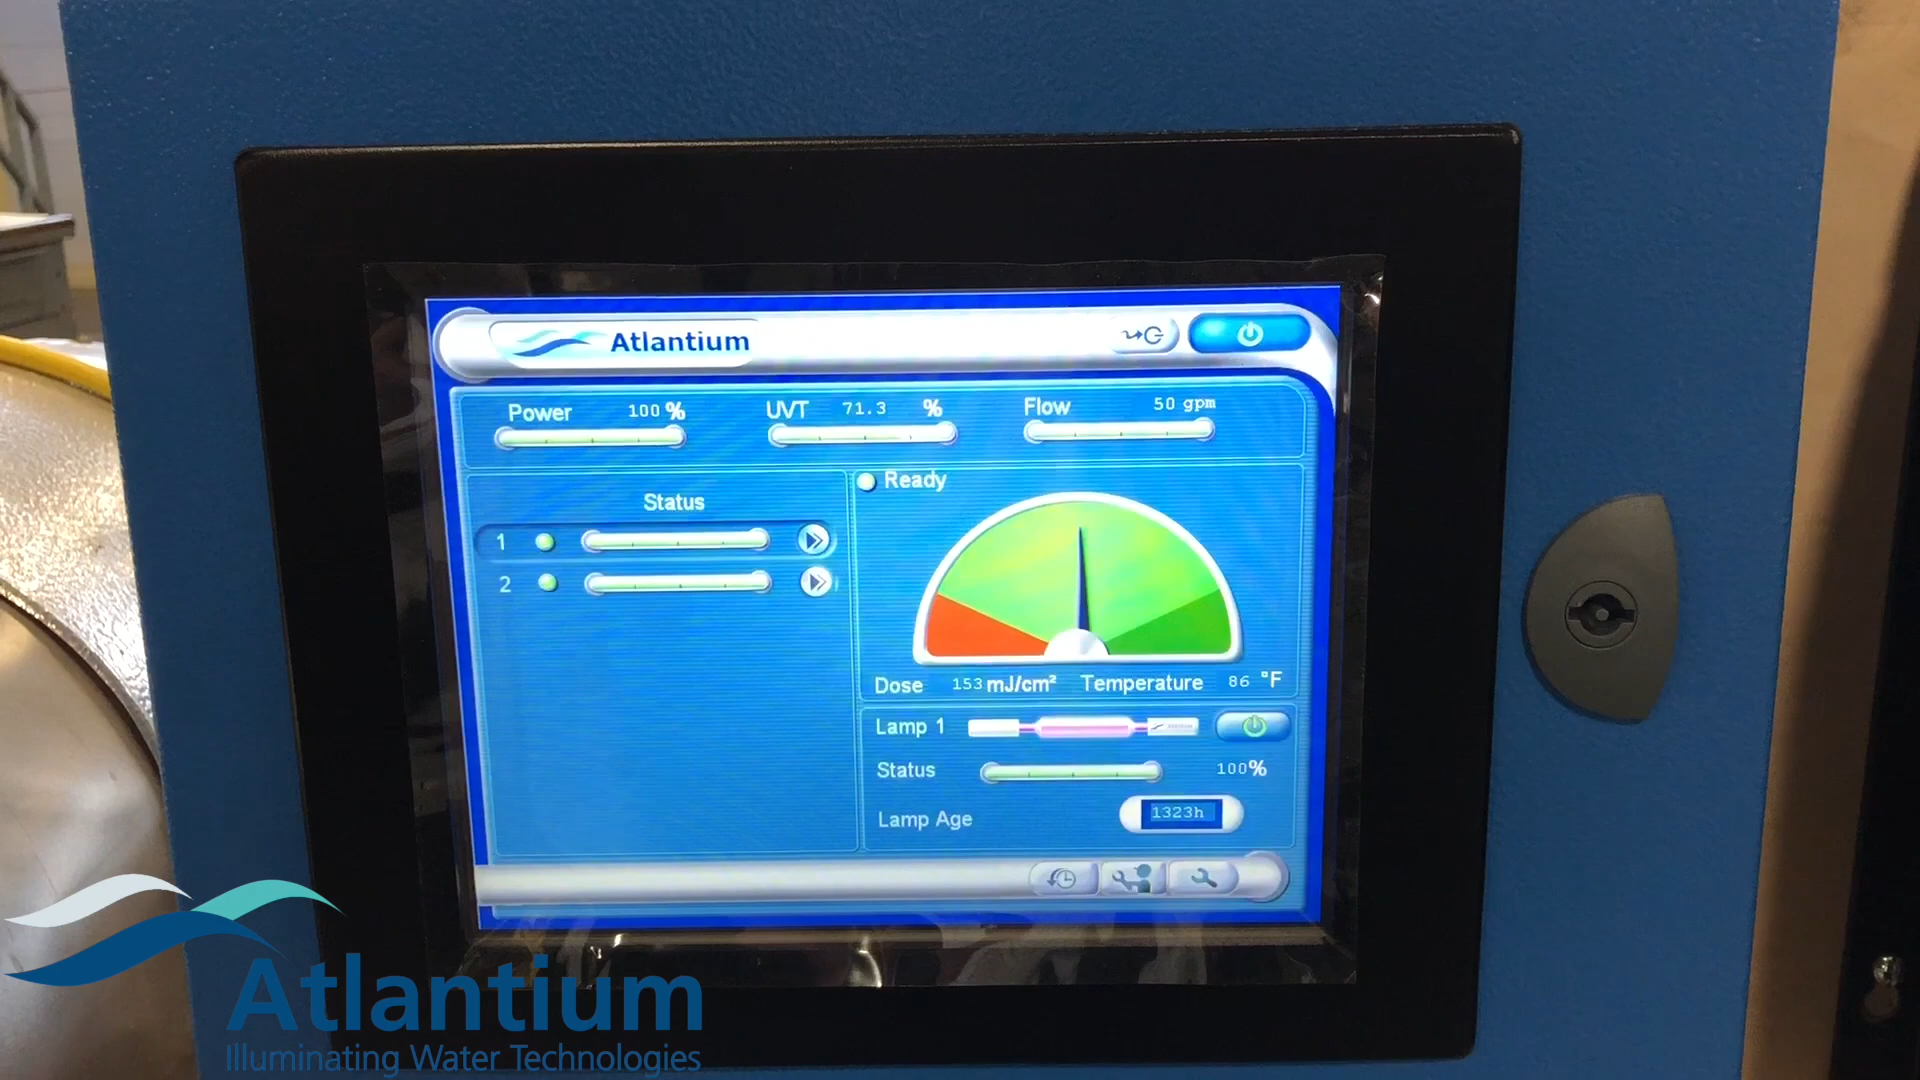 Atlantium
Power 100 %
UVT 71.3 %
Flow 50 gpm
Status
1
2
Ready
Dose 153 mJ/cm² Temperature 86 °F
Lamp 1
Status 100%
Lamp Age 1323h
Atlantium
Illuminating Water Technologies